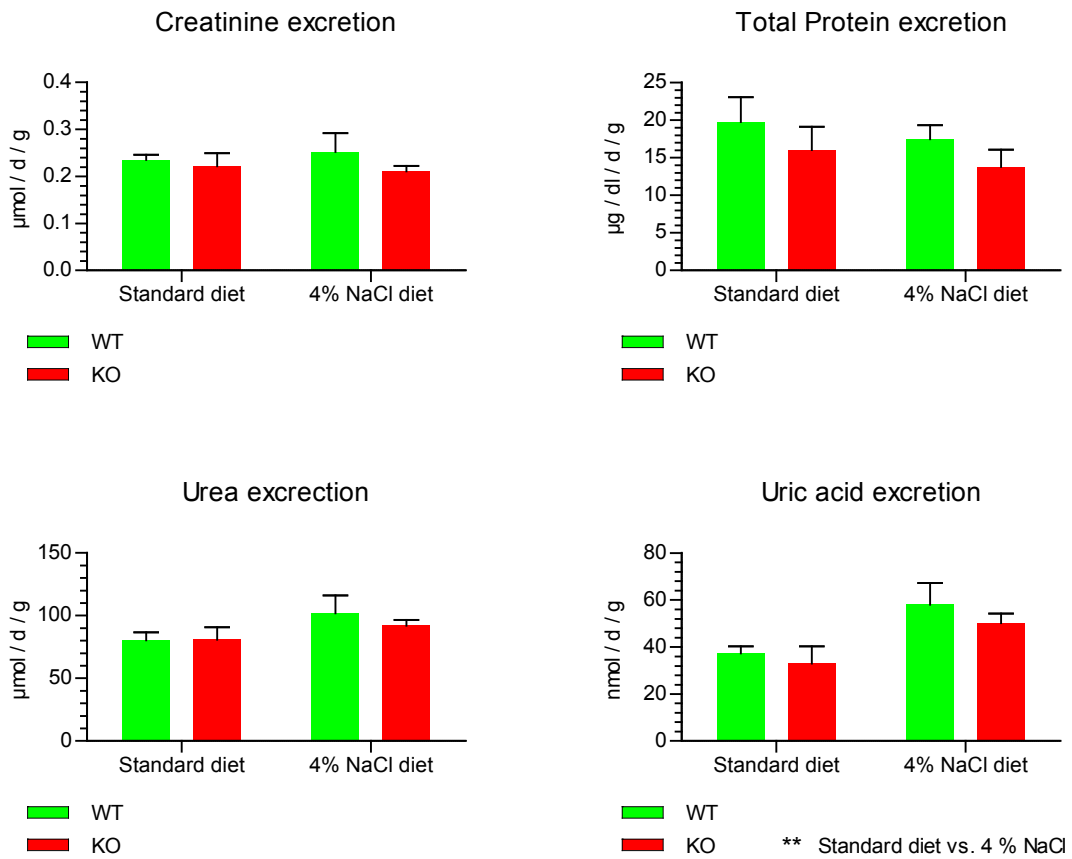 Creatinine excretion
µmol / d / g
0.4
0.3
0.2
0.1
0.0
Standard diet
4% NaCl diet
WT
KO
Total Protein excretion
µg / dl / d / g
25
20
15
10
5
0
Standard diet
4% NaCl diet
WT
KO
Urea excrection
µmol / d / g
150
100
50
0
Standard diet
4% NaCl diet
WT
KO
Uric acid excretion
nmol / d / g
80
60
40
20
0
Standard diet
4% NaCl diet
WT
KO
** Standard diet vs. 4 % NaCl